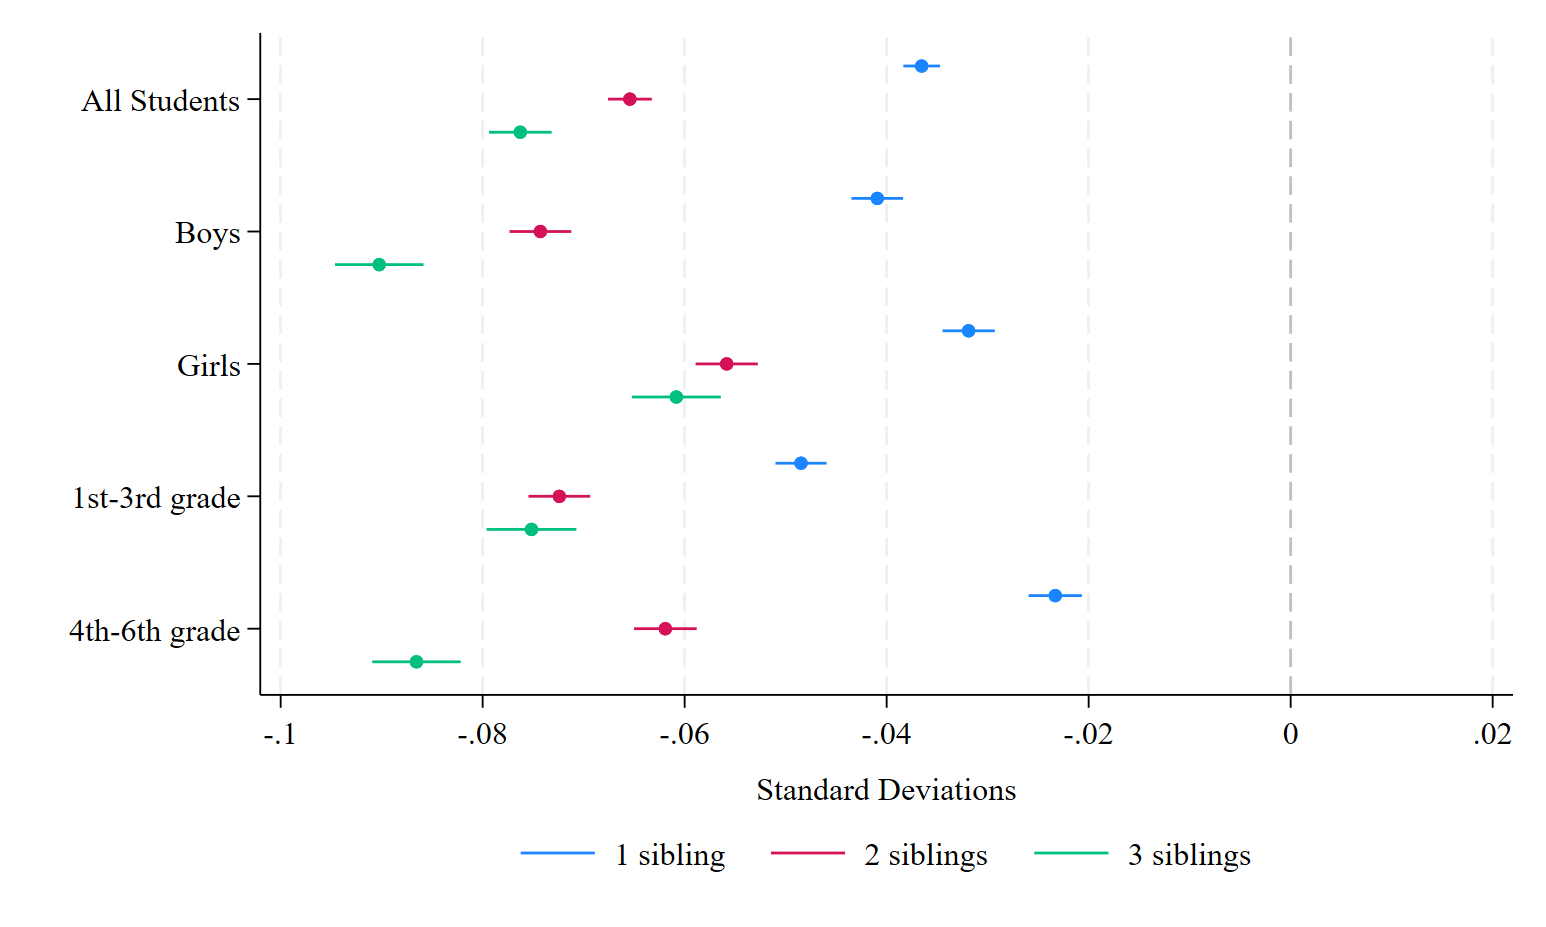 All Students
Boys
Girls
1st-3rd grade
4th-6th grade
-.1 -.08 -.06 -.04 -.02 0 .02
Standard Deviations
1 sibling 2 siblings 3 siblings